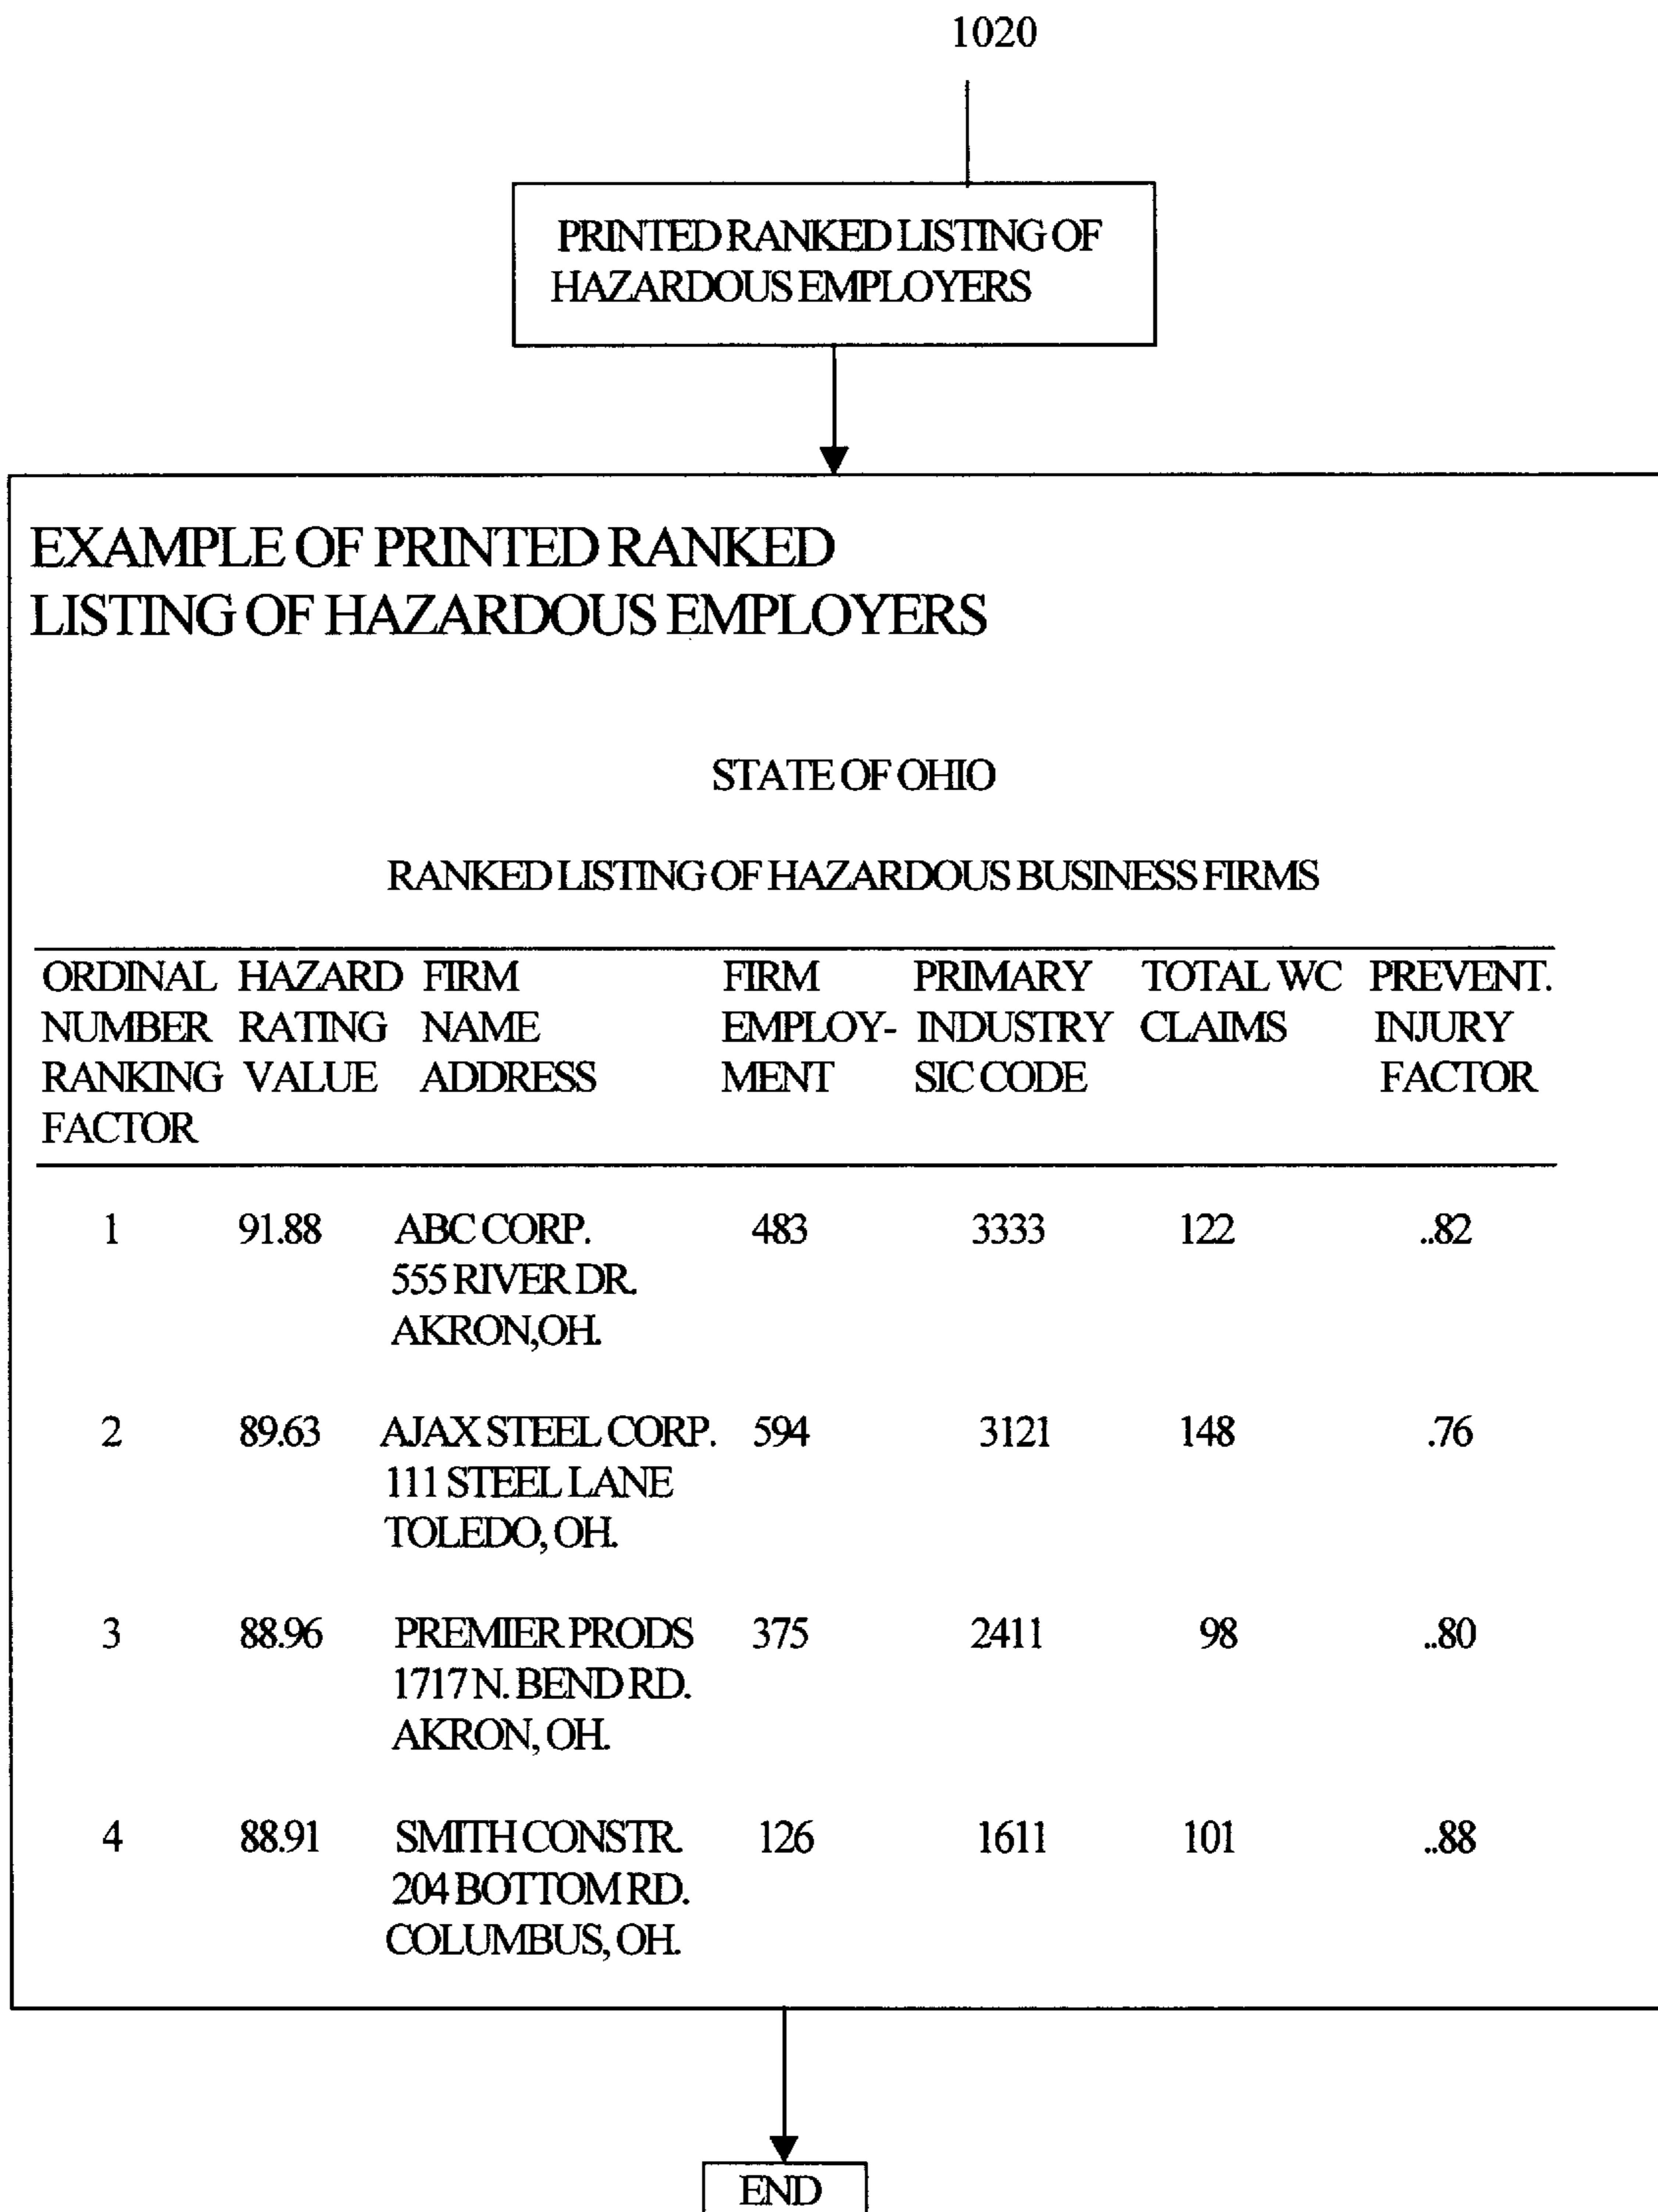 1020
PRINTED RANKED LISTING OF
HAZARDOUS EMPLOYERS
EXAMPLE OF PRINTED RANKED
LISTING OF HAZARDOUS EMPLOYERS
STATE OF OHIO
RANKED LISTING OF HAZARDOUS BUSINESS FIRMS
ORDINAL HAZARD FIRM FIRM PRIMARY TOTAL WC PREVENT.
NUMBER RATING NAME EMPLOY- INDUSTRY CLAIMS INJURY
RANKING VALUE ADDRESS MENT SIC CODE FACTOR
FACTOR
1 91.88 ABC CORP. 483 3333 122 ..82
555 RIVER DR.
AKRON,OH.
2 89.63 AJAX STEEL CORP. 594 3121 148 .76
111 STEEL LANE
TOLEDO, OH.
3 88.96 PREMIER PRODS 375 2411 98 ..80
1717 N. BEND RD.
AKRON, OH.
4 88.91 SMITH CONSTR. 126 1611 101 ..88
204 BOTTOM RD.
COLUMBUS, OH.
END